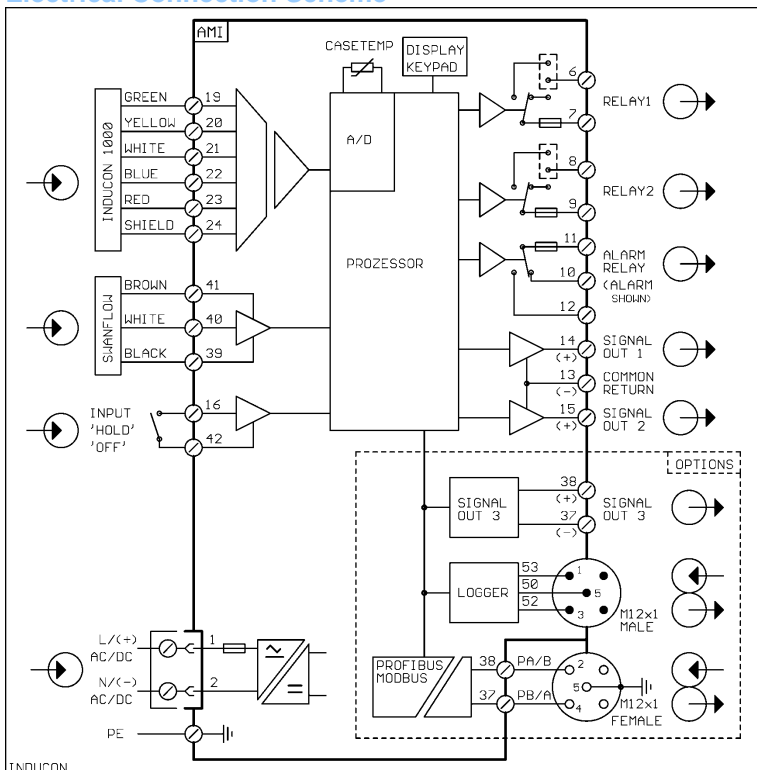 Electrical Connection Scheme
AMI
CASETEMP
DISPLAY
KEYPAD
A/D
PROZESSOR
INDUCON 1000
GREEN 19
YELLOW 20
WHITE 21
BLUE 22
RED 23
SHIELD 24
SWANFLOW
BROWN 41
WHITE 40
BLACK 39
INPUT
'HOLD'
'OFF'
16
42
6
RELAY1
7
8
RELAY2
9
11
10
12
ALARM
RELAY
(ALARM
SHOWN)
14
(+)
SIGNAL
OUT 1
13
(-)
COMMON
RETURN
15
(+)
SIGNAL
OUT 2
OPTIONS
SIGNAL
OUT 3
38
(+)
37
(-)
SIGNAL
OUT 3
LOGGER
53
50
52
1
5
3
M12x1
MALE
PROFIBUS
MODBUS
38 PA/B
37 PB/A
2
5
4
M12x1
FEMALE
L/(+)
AC/DC
1
N/(-)
AC/DC
2
PE
INDUCON